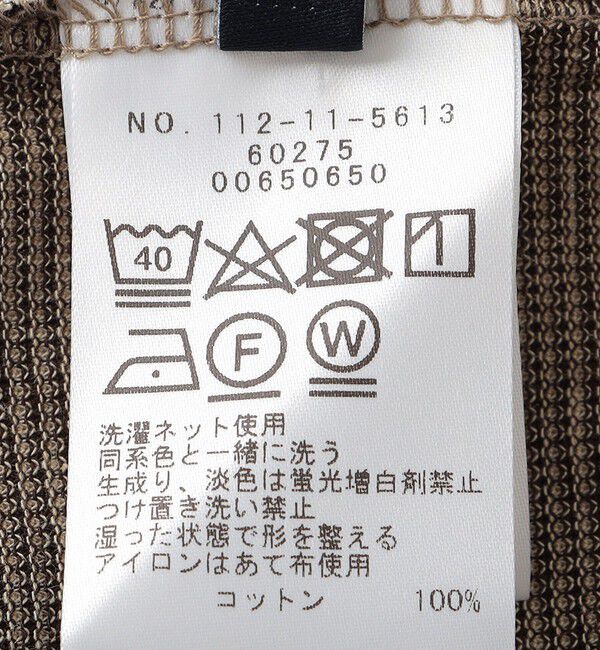 NO. 112-11-5613
60275
00650650
40
F W
洗濯ネット使用
同系色と一緒に洗う
生成り、淡色は蛍光増白剤禁止
つけ置き洗い禁止
湿った状態で形を整える
アイロンはあて布使用
コットン 100%